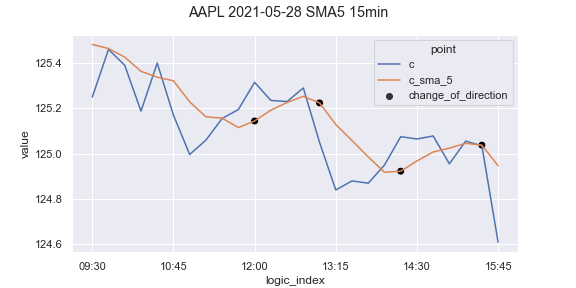 AAPL 2021-05-28 SMA5 15min
point
c
c_sma_5
change_of_direction
125.4
125.2
125.0
124.8
124.6
value
09:30 10:45 12:00 13:15 14:30 15:45
logic_index